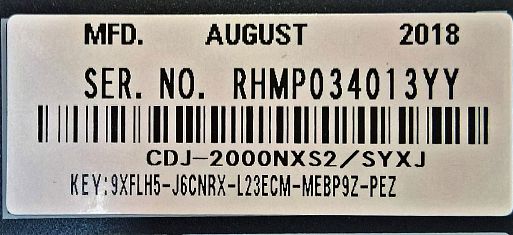 MFD. AUGUST 2018
SER. NO. RHMP034013YY
CDJ-2000NXS2/SYXJ
KEY:9XFLH5-J6CNRX-L23ECM-MEBP9Z-PEZ